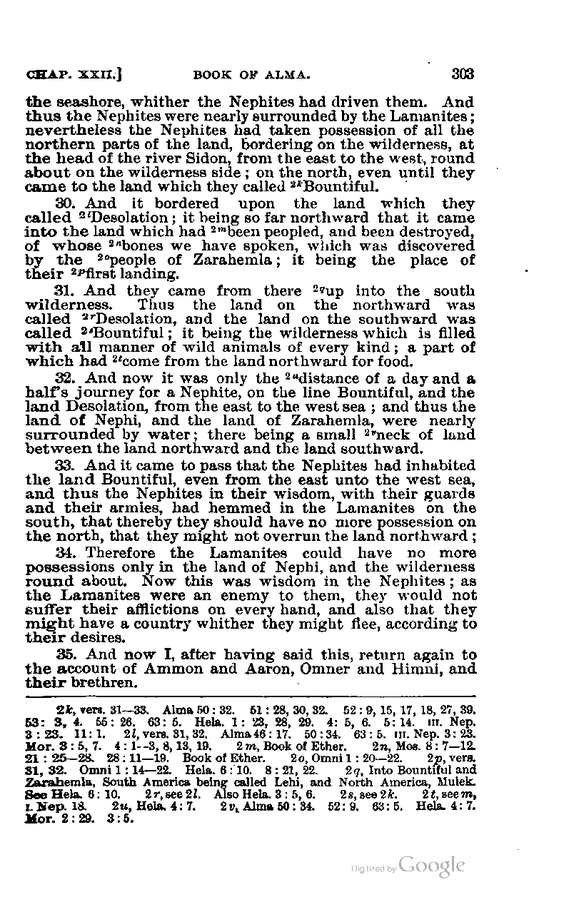 CHAP. XXII.] BOOK OF ALMA. 303
the seashore, whither the Nephites had driven them. And
thus the Nephites were nearly surrounded by the Lamanites;
nevertheless the Nephites had taken possession of all the
northern parts of the land, bordering on the wilderness, at
the head of the river Sidon, from the east to the west, round
about on the wilderness side; on the north, even until they
came to the land which they called 2kBountiful.
30. And it bordered upon the land which they
called 2lDesolation; it being so far northward that it came
into the land which had 2mbeen peopled, and been destroyed,
of whose 2nbones we have spoken, which was discovered
by the 2opeople of Zarahemla; it being the place of
their 2pfirst landing.
31. And they came from there 2qup into the south
wilderness. Thus the land on the northward was
called 2rDesolation, and the land on the southward was
called 2sBountiful; it being the wilderness which is filled
with all manner of wild animals of every kind; a part of
which had 2tcome from the land northward for food.
32. And now it was only the 2udistance of a day and a
half's journey for a Nephite, on the line Bountiful, and the
land Desolation, from the east to the west sea; and thus the
land of Nephi, and the land of Zarahemla, were nearly
surrounded by water; there being a small 2vneck of land
between the land northward and the land southward.
33. And it came to pass that the Nephites had inhabited
the land Bountiful, even from the east unto the west sea,
and thus the Nephites in their wisdom, with their guards
and their armies, had hemmed in the Lamanites on the
south, that thereby they should have no more possession on
the north, that they might not overrun the land northward;
34. Therefore the Lamanites could have no more
possessions only in the land of Nephi, and the wilderness
round about. Now this was wisdom in the Nephites; as
the Lamanites were an enemy to them, they would not
suffer their afflictions on every hand, and also that they
might have a country whither they might flee, according to
their desires.
35. And now I, after having said this, return again to
the account of Ammon and Aaron, Omner and Himni, and
their brethren.
2k, vers. 31—33. Alma 50: 32. 51: 28, 30, 32. 52: 9, 15, 17, 18, 27, 39.
53: 3, 4. 55: 26. 63: 5. Hela. 1: 23, 28, 29. 4: 5, 6. 5: 14. III. Nep.
3: 23. 11: 1. 2l, vers. 31, 32. Alma 46: 17. 50: 34. 63: 5. III. Nep. 3: 23.
Mor. 3: 5, 7. 4: 1--3, 8, 13, 19. 2m, Book of Ether. 2n, Mos. 8: 7—12.
21: 25—28. 28: 11—19. Book of Ether. 2o, Omni 1: 20—22. 2p, vers.
31, 32. Omni 1: 14—22. Hela. 6: 10. 8: 21, 22. 2q, Into Bountiful and
Zarahemla, South America being called Lehi, and North America, Mulek.
See Hela. 6: 10. 2r, see 2l. Also Hela. 3: 5, 6. 2s, see 2k. 2t, see m,
I. Nep. 18. 2u, Hela. 4: 7. 2v, Alma 50: 34. 52: 9. 63: 5. Hela. 4: 7.
Mor. 2: 29. 3: 5.
Digitized by Google